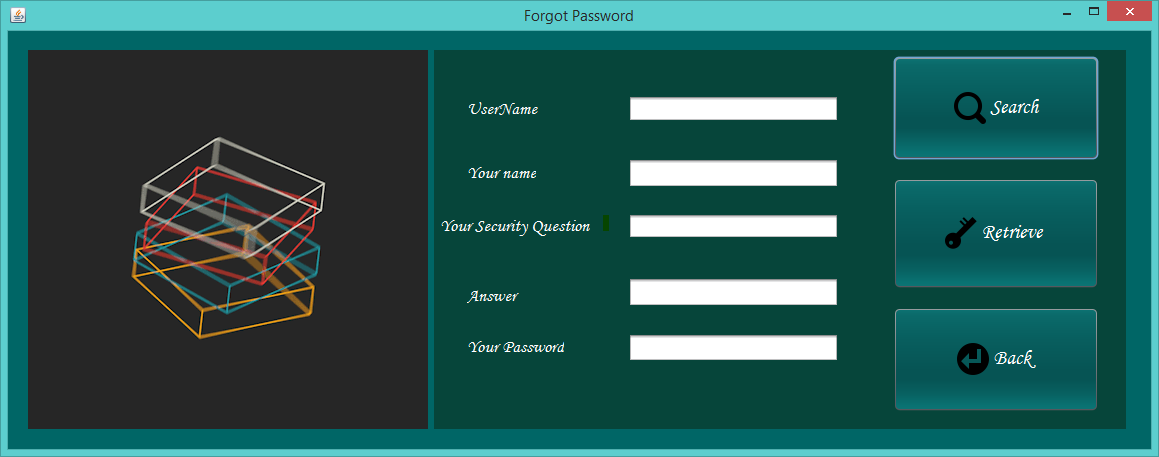 Forgot Password
UserName
Your name
Your Security Question
Answer
Your Password
Search
Retrieve
Back